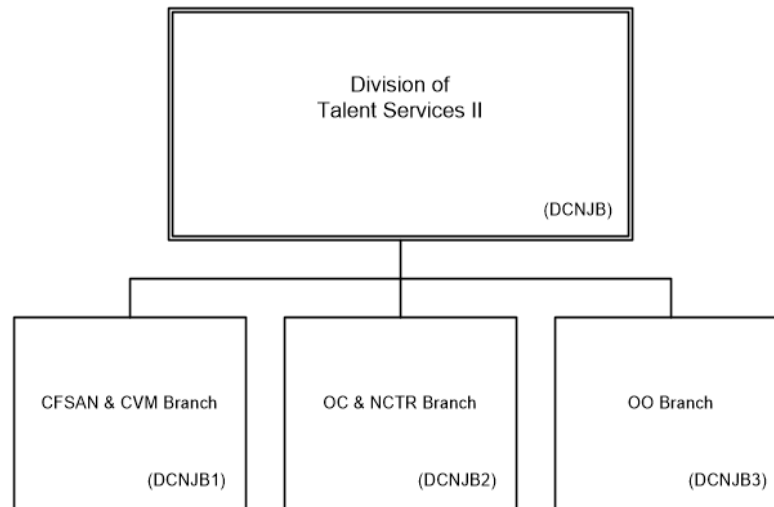 Division of
Talent Services II
(DCNJB)
CFSAN & CVM Branch
(DCNJB1)
OC & NCTR Branch
(DCNJB2)
OO Branch
(DCNJB3)